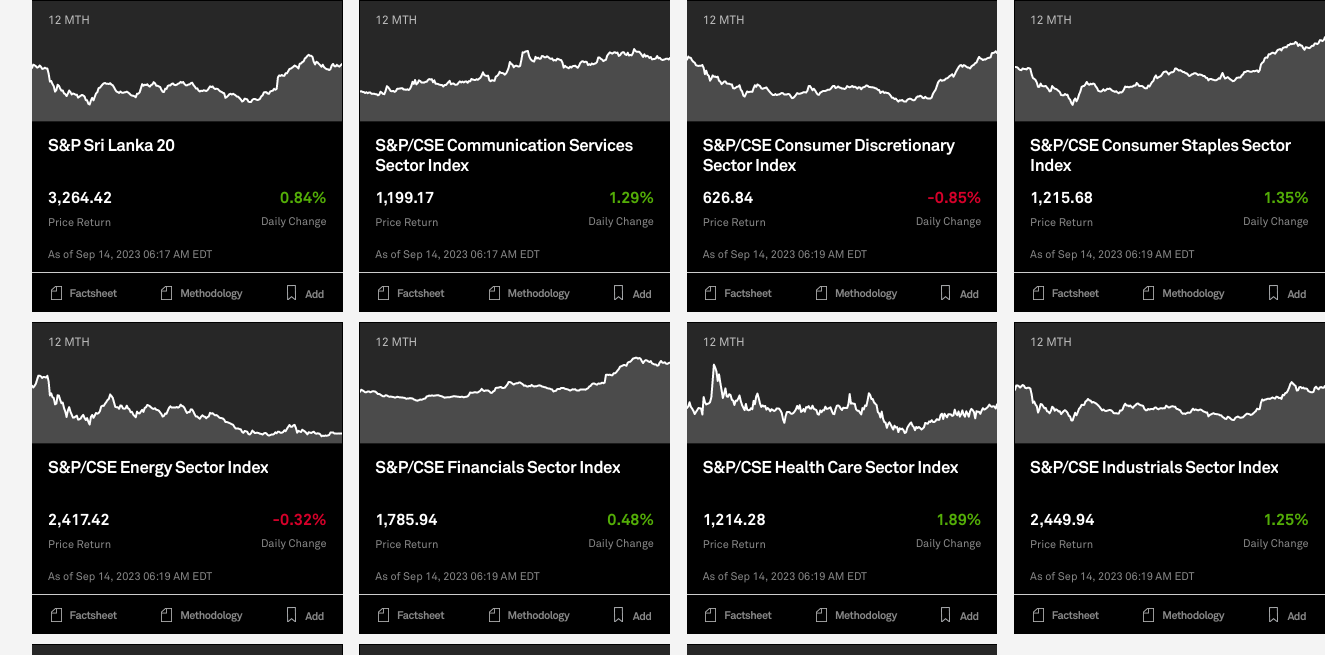 12 MTH
S&P Sri Lanka 20
3,264.42 0.84%
Price Return Daily Change
As of Sep 14, 2023 06:17 AM EDT
Factsheet Methodology Add
12 MTH
S&P/CSE Communication Services
Sector Index
1,199.17 1.29%
Price Return Daily Change
As of Sep 14, 2023 06:17 AM EDT
Factsheet Methodology Add
12 MTH
S&P/CSE Consumer Discretionary
Sector Index
626.84 -0.85%
Price Return Daily Change
As of Sep 14, 2023 06:19 AM EDT
Factsheet Methodology Add
12 MTH
S&P/CSE Consumer Staples Sector
Index
1,215.68 1.35%
Price Return Daily Change
As of Sep 14, 2023 06:19 AM EDT
Factsheet Methodology Add
12 MTH
S&P/CSE Energy Sector Index
2,417.42 -0.32%
Price Return Daily Change
As of Sep 14, 2023 06:19 AM EDT
Factsheet Methodology Add
12 MTH
S&P/CSE Financials Sector Index
1,785.94 0.48%
Price Return Daily Change
As of Sep 14, 2023 06:19 AM EDT
Factsheet Methodology Add
12 MTH
S&P/CSE Health Care Sector Index
1,214.28 1.89%
Price Return Daily Change
As of Sep 14, 2023 06:19 AM EDT
Factsheet Methodology Add
12 MTH
S&P/CSE Industrials Sector Index
2,449.94 1.25%
Price Return Daily Change
As of Sep 14, 2023 06:19 AM EDT
Factsheet Methodology Add